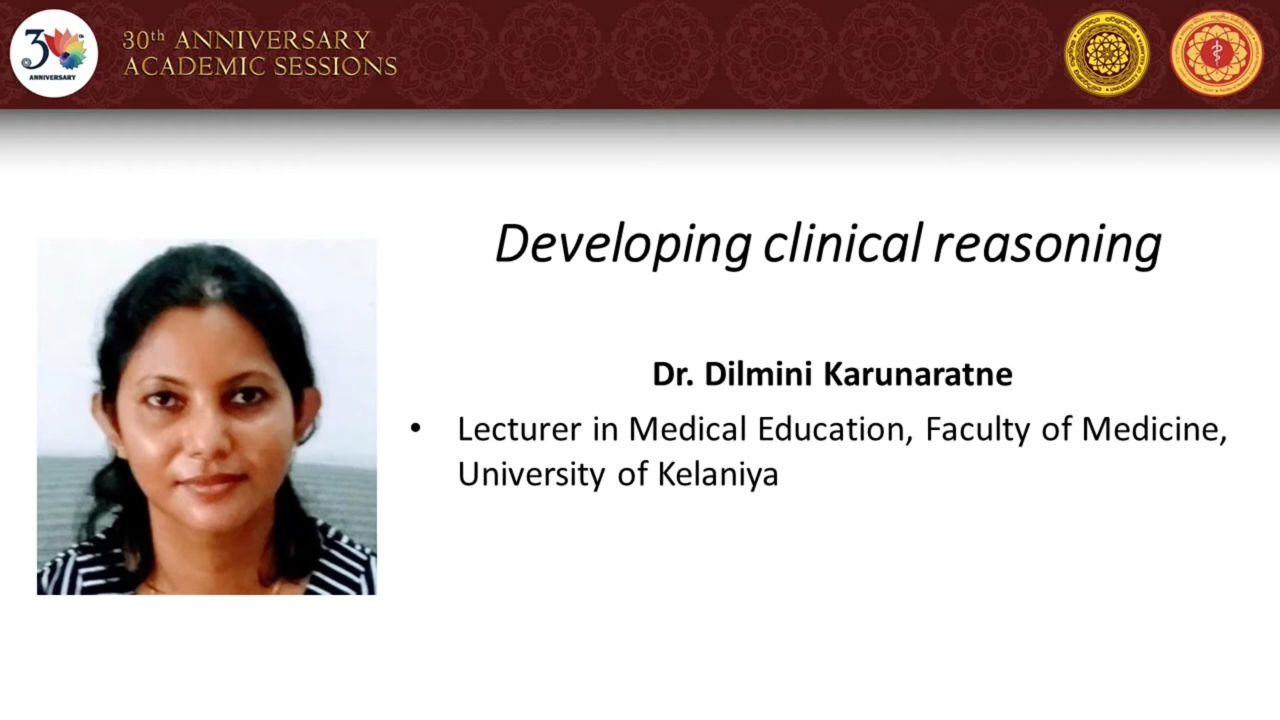 30th ANNIVERSARY
ACADEMIC SESSIONS
30th
ANNIVERSARY
Developing clinical reasoning
Dr. Dilmini Karunaratne
• Lecturer in Medical Education, Faculty of Medicine,
University of Kelaniya